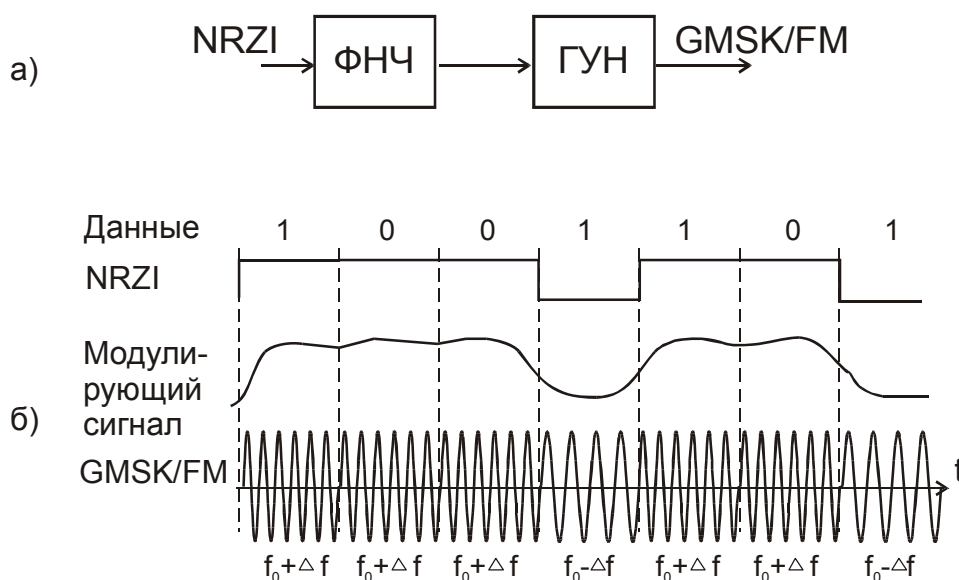 а)
NRZI ФНЧ ГУН GMSK/FM
Данные 1 0 0 1 1 0 1
NRZI
Модули-
рующий
сигнал
б)
GMSK/FM t
f₀+△f f₀+△f f₀+△f f₀-△f f₀+△f f₀+△f f₀-△f